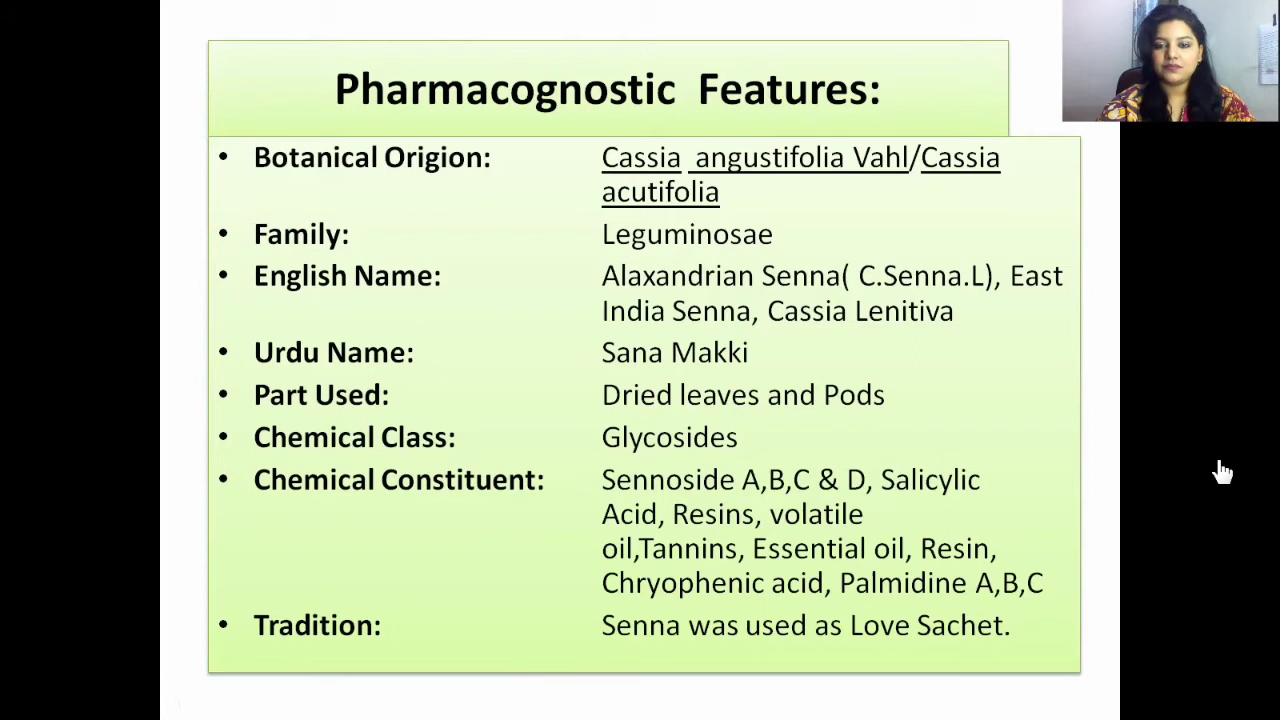 Pharmacognostic Features:
• Botanical Origion: Cassia angustifolia Vahl/Cassia
acutifolia
• Family: Leguminosae
• English Name: Alaxandrian Senna( C.Senna.L), East
India Senna, Cassia Lenitiva
• Urdu Name: Sana Makki
• Part Used: Dried leaves and Pods
• Chemical Class: Glycosides
• Chemical Constituent: Sennoside A,B,C & D, Salicylic
Acid, Resins, volatile
oil,Tannins, Essential oil, Resin,
Chryophenic acid, Palmidine A,B,C
• Tradition: Senna was used as Love Sachet.